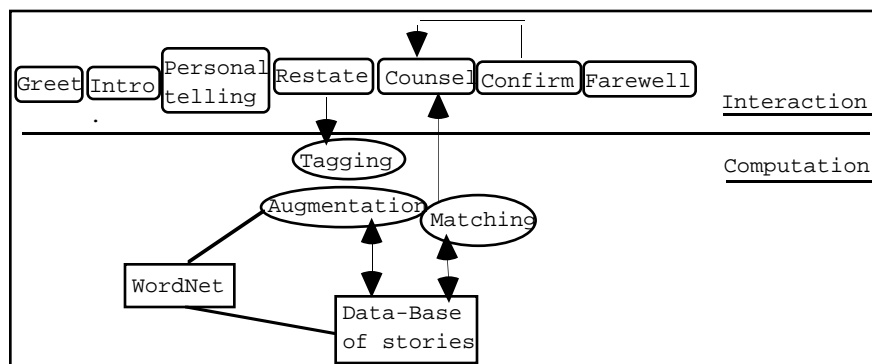 Greet
Intro
Personal
telling
Restate
Counsel
Confirm
Farewell
Interaction
Tagging
Computation
Augmentation
Matching
WordNet
Data-Base
of stories